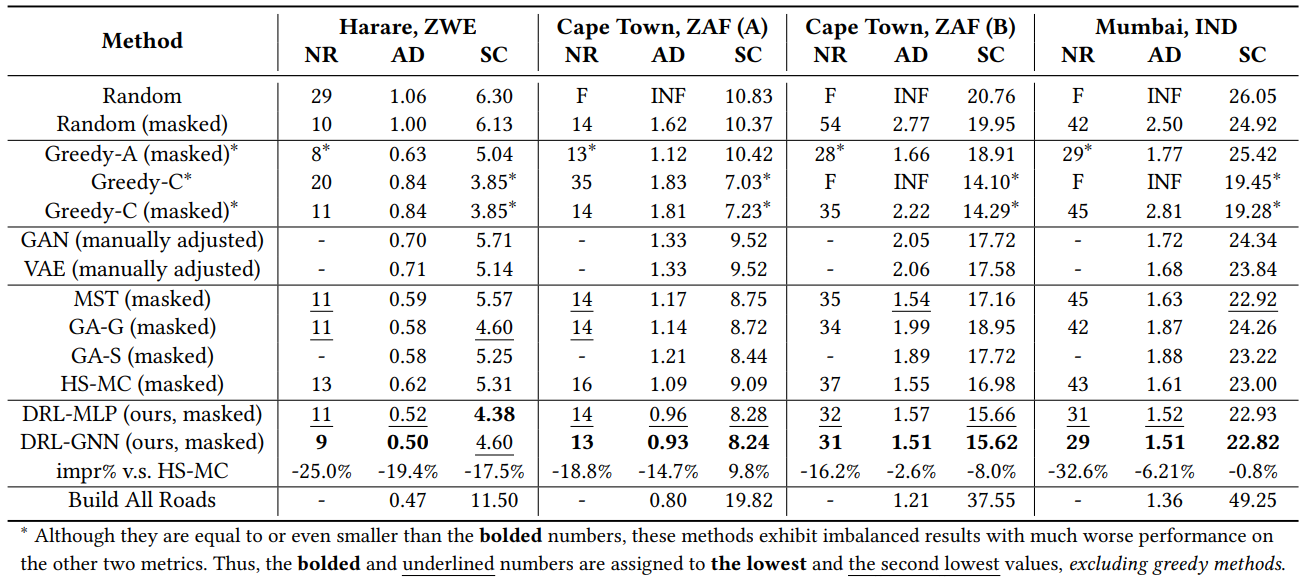 Method Harare, ZWE Cape Town, ZAF (A) Cape Town, ZAF (B) Mumbai, IND
NR AD SC NR AD SC NR AD SC NR AD SC
Random 29 1.06 6.30 F INF 10.83 F INF 20.76 F INF 26.05
Random (masked) 10 1.00 6.13 14 1.62 10.37 54 2.77 19.95 42 2.50 24.92
Greedy-A (masked)* 8* 0.63 5.04 13* 1.12 10.42 28* 1.66 18.91 29* 1.77 25.42
Greedy-C* 20 0.84 3.85* 35 1.83 7.03* F INF 14.10* F INF 19.45*
Greedy-C (masked)* 11 0.84 3.85* 14 1.81 7.23* 35 2.22 14.29* 45 2.81 19.28*
GAN (manually adjusted) - 0.70 5.71 - 1.33 9.52 - 2.05 17.72 - 1.72 24.34
VAE (manually adjusted) - 0.71 5.14 - 1.33 9.52 - 2.06 17.58 - 1.68 23.84
MST (masked) 11 0.59 5.57 14 1.17 8.75 35 1.54 17.16 45 1.63 22.92
GA-G (masked) 11 0.58 4.60 14 1.14 8.72 34 1.99 18.95 42 1.87 24.26
GA-S (masked) - 0.58 5.25 - 1.21 8.44 - 1.89 17.72 - 1.88 23.22
HS-MC (masked) 13 0.62 5.31 16 1.09 9.09 37 1.55 16.98 43 1.61 23.00
DRL-MLP (ours, masked) 11 0.52 4.38 14 0.96 8.28 32 1.57 15.66 31 1.52 22.93
DRL-GNN (ours, masked) 9 0.50 4.60 13 0.93 8.24 31 1.51 15.62 29 1.51 22.82
impr% v.s. HS-MC -25.0% -19.4% -17.5% -18.8% -14.7% 9.8% -16.2% -2.6% -8.0% -32.6% -6.21% -0.8%
Build All Roads - 0.47 11.50 - 0.80 19.82 - 1.21 37.55 - 1.36 49.25
* Although they are equal to or even smaller than the bolded numbers, these methods exhibit imbalanced results with much worse performance on
the other two metrics. Thus, the bolded and underlined numbers are assigned to the lowest and the second lowest values, excluding greedy methods.